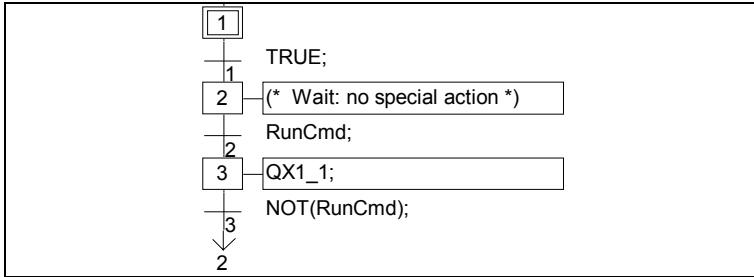 1
TRUE;
1
2 (* Wait: no special action *)
RunCmd;
2
3 QX1_1;
NOT(RunCmd);
3
2